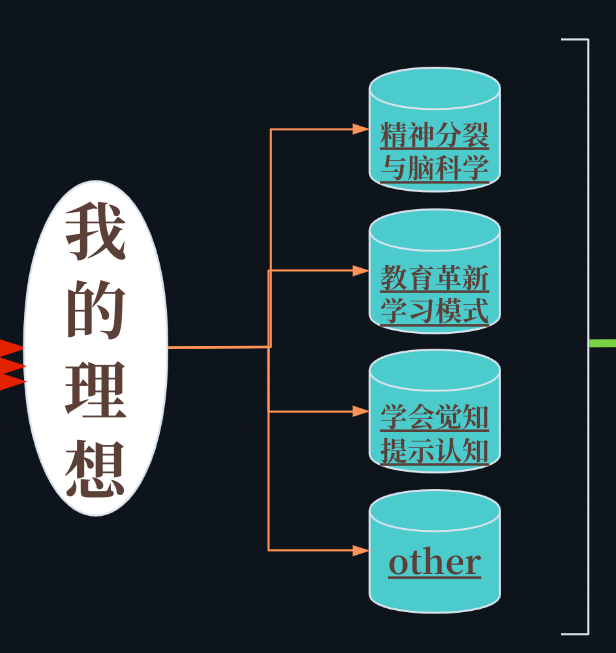 我
的
理
想
精神分裂
与脑科学
教育革新
学习模式
学会觉知
提示认知
other